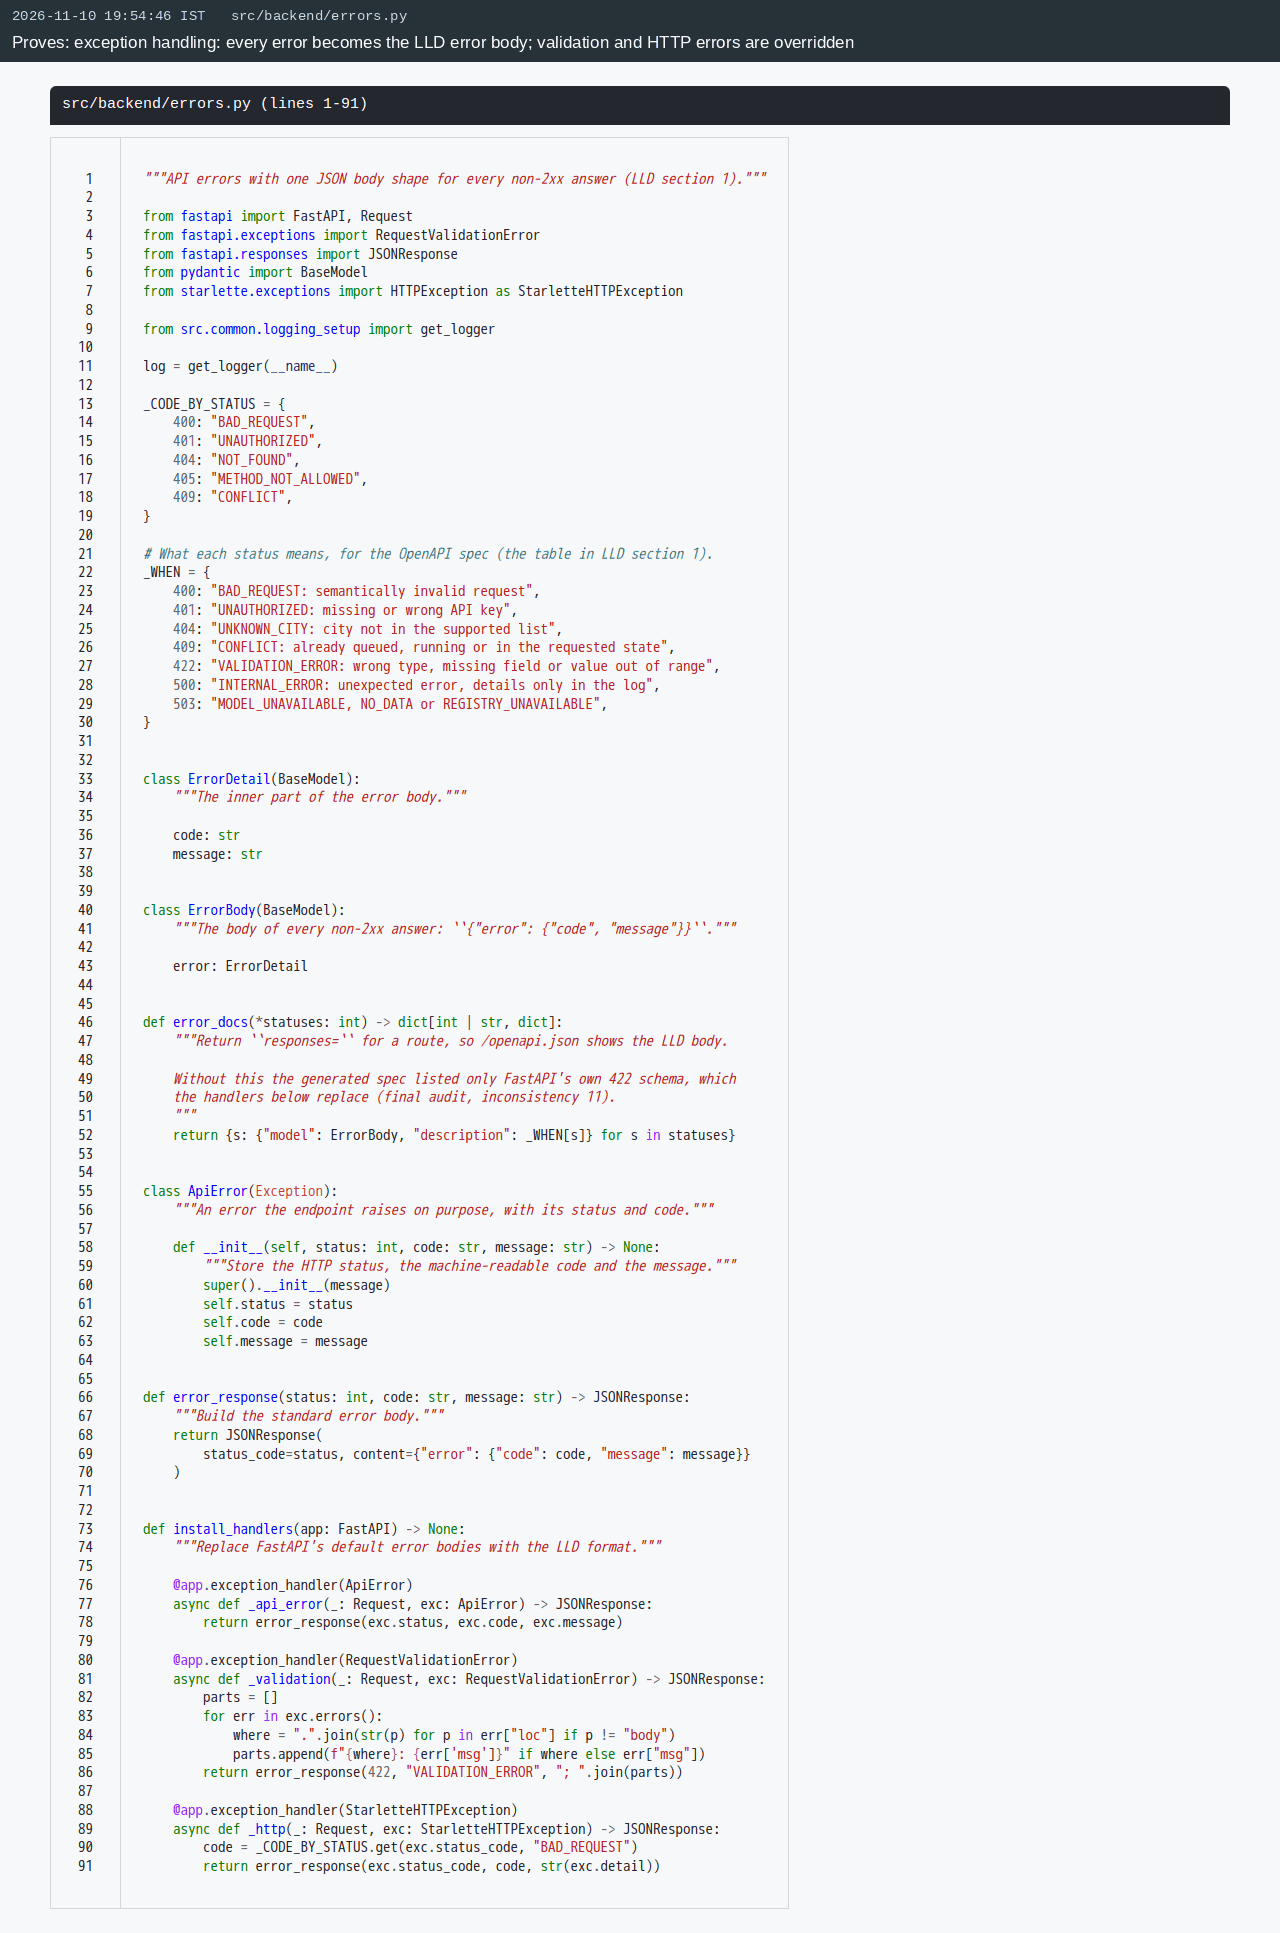 2026-11-10 19:54:46 IST   src/backend/errors.py
Proves: exception handling: every error becomes the LLD error body; validation and HTTP errors are overridden
src/backend/errors.py (lines 1-91)
1 """API errors with one JSON body shape for every non-2xx answer (LLD section 1)."""
2
3 from fastapi import FastAPI, Request
4 from fastapi.exceptions import RequestValidationError
5 from fastapi.responses import JSONResponse
6 from pydantic import BaseModel
7 from starlette.exceptions import HTTPException as StarletteHTTPException
8
9 from src.common.logging_setup import get_logger
10
11 log = get_logger(__name__)
12
13 _CODE_BY_STATUS = {
14     400: "BAD_REQUEST",
15     401: "UNAUTHORIZED",
16     404: "NOT_FOUND",
17     405: "METHOD_NOT_ALLOWED",
18     409: "CONFLICT",
19 }
20
21 # What each status means, for the OpenAPI spec (the table in LLD section 1).
22 _WHEN = {
23     400: "BAD_REQUEST: semantically invalid request",
24     401: "UNAUTHORIZED: missing or wrong API key",
25     404: "UNKNOWN_CITY: city not in the supported list",
26     409: "CONFLICT: already queued, running or in the requested state",
27     422: "VALIDATION_ERROR: wrong type, missing field or value out of range",
28     500: "INTERNAL_ERROR: unexpected error, details only in the log",
29     503: "MODEL_UNAVAILABLE, NO_DATA or REGISTRY_UNAVAILABLE",
30 }
31
32
33 class ErrorDetail(BaseModel):
34     """The inner part of the error body."""
35
36     code: str
37     message: str
38
39
40 class ErrorBody(BaseModel):
41     """The body of every non-2xx answer: ``{"error": {"code", "message"}}``."""
42
43     error: ErrorDetail
44
45
46 def error_docs(*statuses: int) -> dict[int | str, dict]:
47     """Return ``responses=`` for a route, so /openapi.json shows the LLD body.
48
49     Without this the generated spec listed only FastAPI's own 422 schema, which
50     the handlers below replace (final audit, inconsistency 11).
51     """
52     return {s: {"model": ErrorBody, "description": _WHEN[s]} for s in statuses}
53
54
55 class ApiError(Exception):
56     """An error the endpoint raises on purpose, with its status and code."""
57
58     def __init__(self, status: int, code: str, message: str) -> None:
59         """Store the HTTP status, the machine-readable code and the message."""
60         super().__init__(message)
61         self.status = status
62         self.code = code
63         self.message = message
64
65
66 def error_response(status: int, code: str, message: str) -> JSONResponse:
67     """Build the standard error body."""
68     return JSONResponse(
69         status_code=status, content={"error": {"code": code, "message": message}}
70     )
71
72
73 def install_handlers(app: FastAPI) -> None:
74     """Replace FastAPI's default error bodies with the LLD format."""
75
76     @app.exception_handler(ApiError)
77     async def _api_error(_: Request, exc: ApiError) -> JSONResponse:
78         return error_response(exc.status, exc.code, exc.message)
79
80     @app.exception_handler(RequestValidationError)
81     async def _validation(_: Request, exc: RequestValidationError) -> JSONResponse:
82         parts = []
83         for err in exc.errors():
84             where = ".".join(str(p) for p in err["loc"] if p != "body")
85             parts.append(f"{where}: {err['msg']}" if where else err["msg"])
86         return error_response(422, "VALIDATION_ERROR", "; ".join(parts))
87
88     @app.exception_handler(StarletteHTTPException)
89     async def _http(_: Request, exc: StarletteHTTPException) -> JSONResponse:
90         code = _CODE_BY_STATUS.get(exc.status_code, "BAD_REQUEST")
91         return error_response(exc.status_code, code, str(exc.detail))